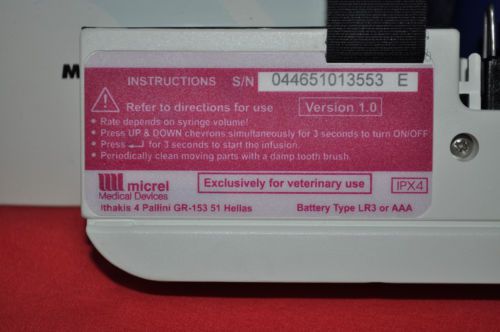 M
INSTRUCTIONS S/N 044651013553 E
Refer to directions for use Version 1.0
• Rate depends on syringe volume!
• Press UP & DOWN chevrons simultaneously for 3 seconds to turn ON/OFF
• Press ↵ for 3 seconds to start the infusion.
• Periodically clean moving parts with a damp tooth brush.
micrel Exclusively for veterinary use IPX4
Medical Devices
Ithakis 4 Pallini GR-153 51 Hellas Battery Type LR3 or AAA